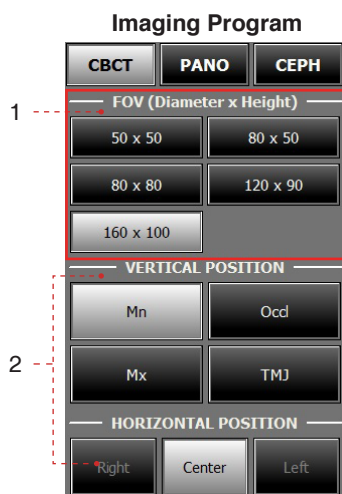 Imaging Program
CBCT PANO CEPH
1
FOV (Diameter x Height)
50 x 50 80 x 50
80 x 80 120 x 90
160 x 100
VERTICAL POSITION
Mn Occl
2
Mx TMJ
HORIZONTAL POSITION
Right Center Left